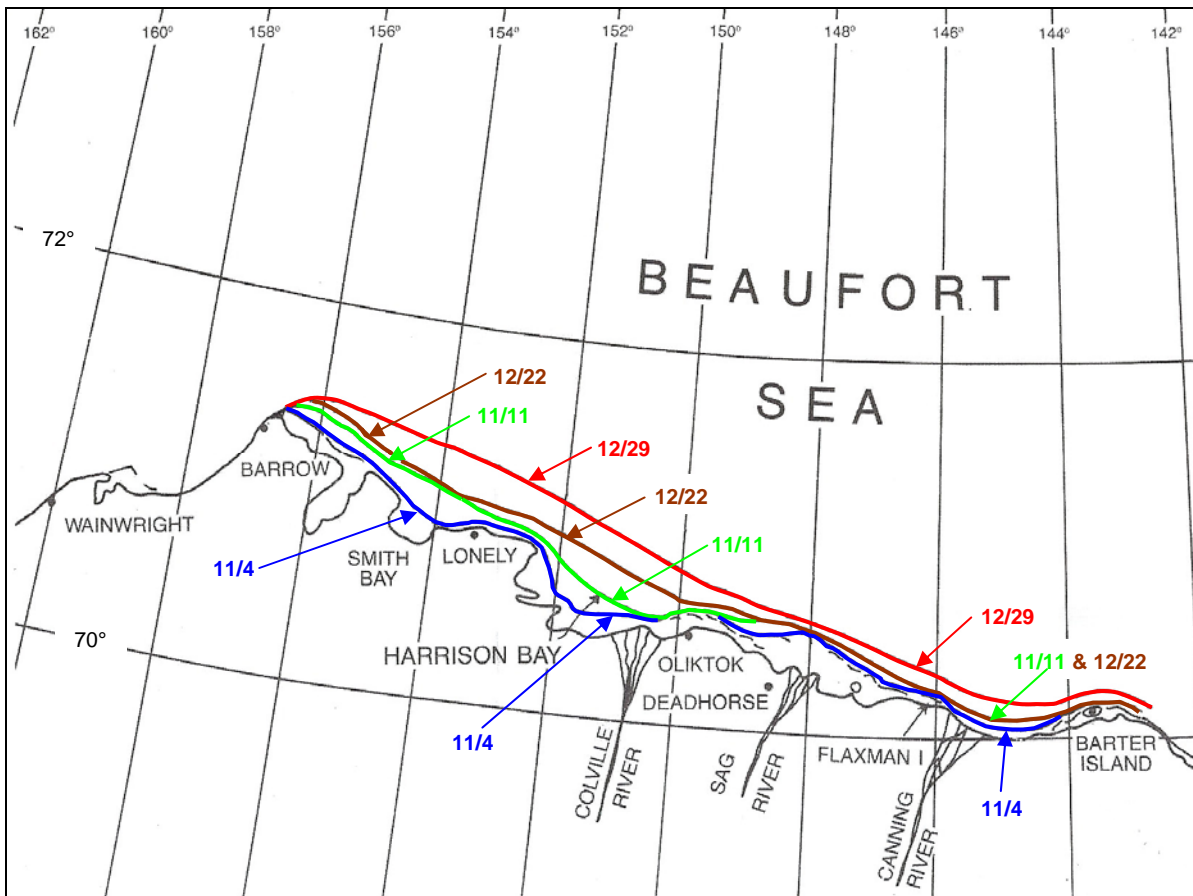 162° 160° 158° 156° 154° 152° 150° 148° 146° 144° 142°
72°
BEAUFORT
SEA
12/22
11/11
12/29
12/22
11/11
BARROW
WAINWRIGHT
SMITH
BAY
LONELY
11/4
70°
HARRISON BAY
OLIKTOK
DEADHORSE
12/29
11/11 & 12/22
11/4
COLVILLE
RIVER
SAG
RIVER
FLAXMAN I
CANNING
RIVER
BARTER
ISLAND
11/4